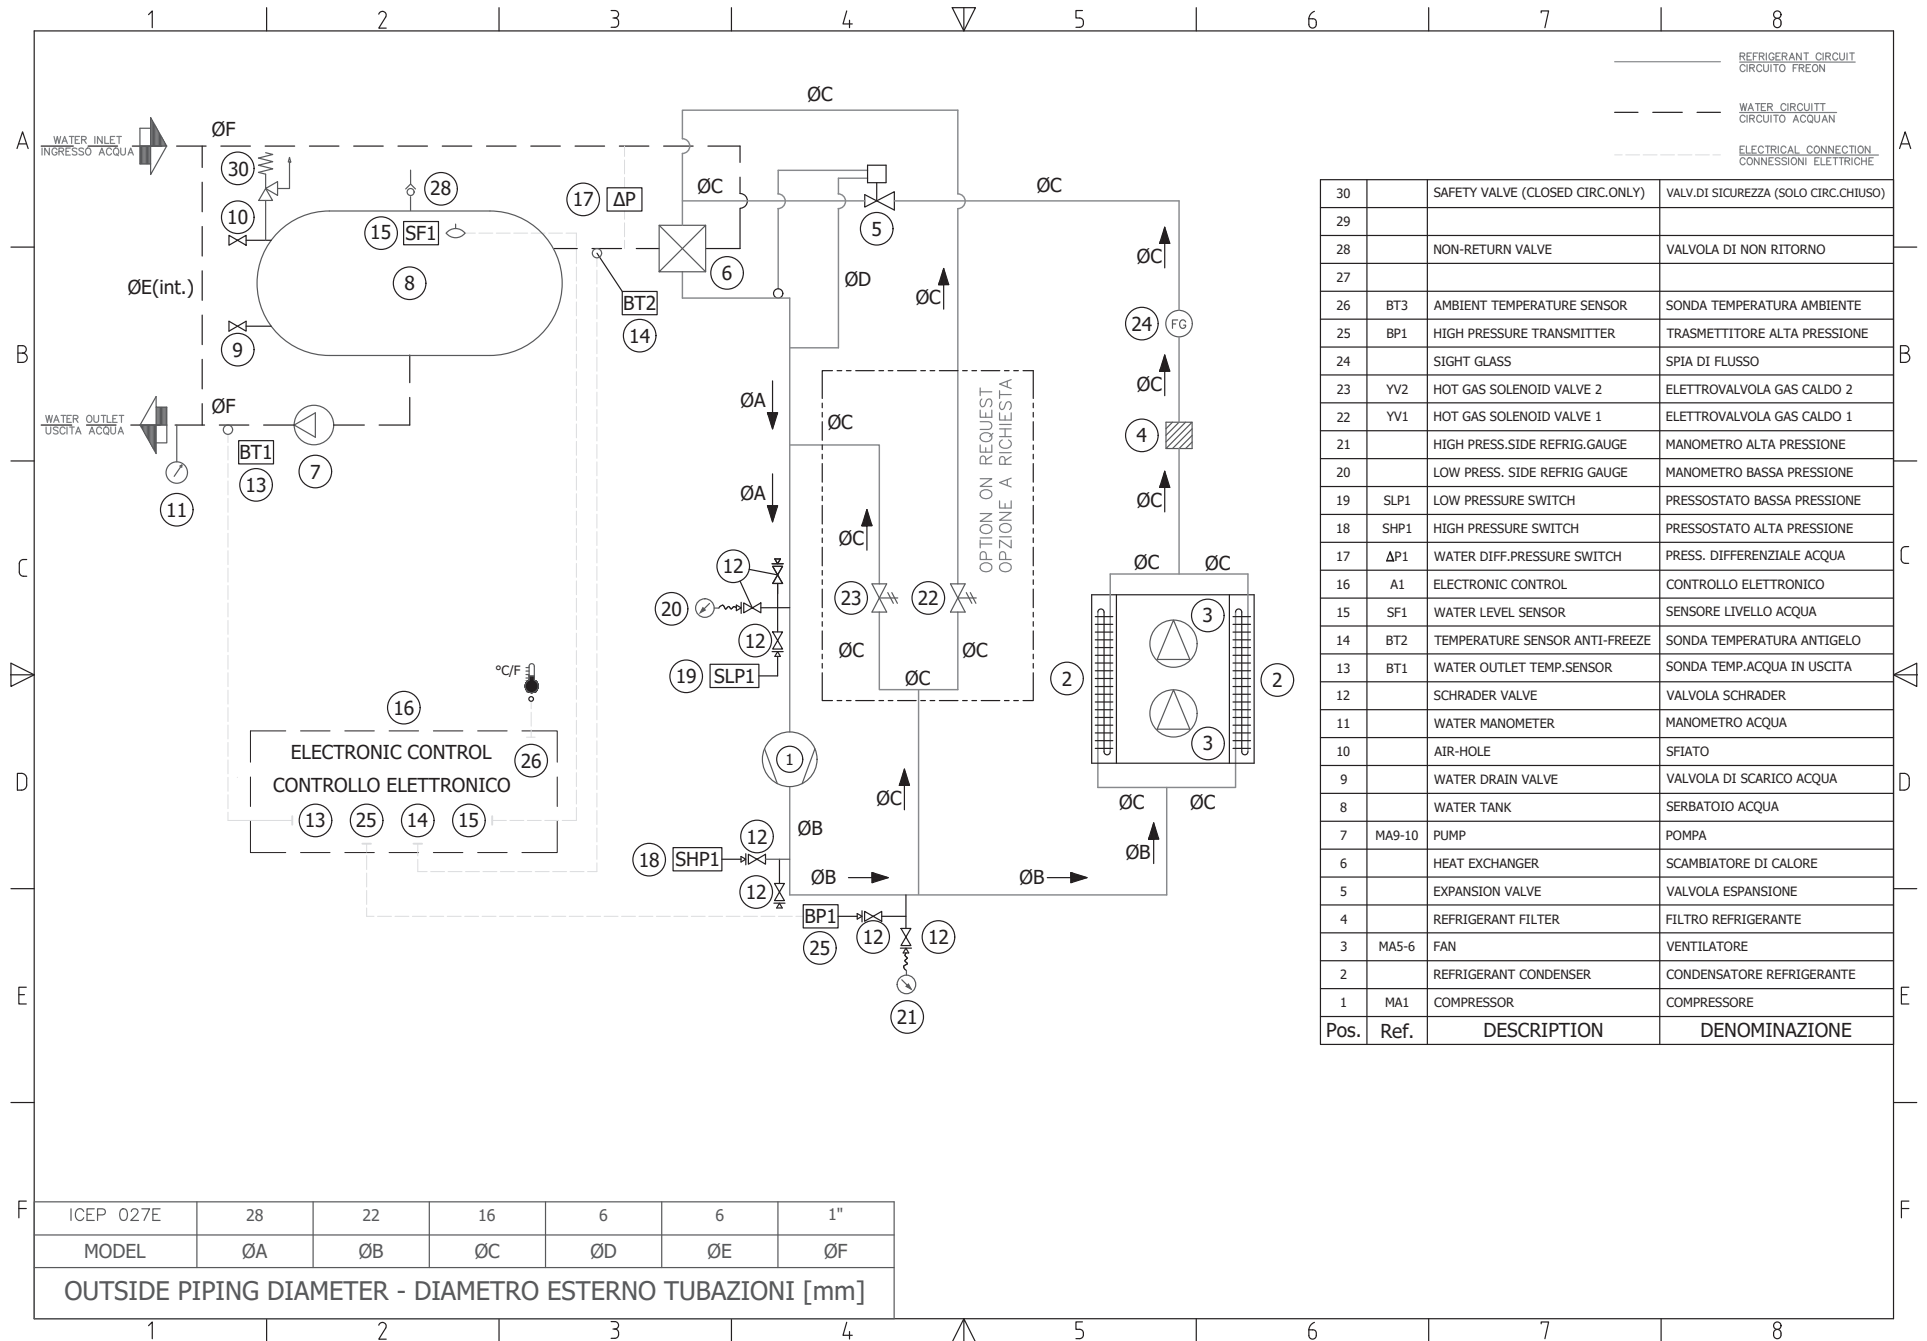 1 2 3 4 5 6 7 8
REFRIGERANT CIRCUIT
CIRCUITO FREON
WATER CIRCUITT
CIRCUITO ACQUAN
ELECTRICAL CONNECTION
CONNESSIONI ELETTRICHE
A
A
WATER INLET
INGRESSO ACQUA
ØF
ØC
30
28
17 ΔP
ØC
ØC
10
15 SF1
5
ØE(int.)
8
6
ØD
ØC
ØC
BT2
14
24 FG
9
B
B
WATER OUTLET
USCITA ACQUA
ØF
ØA
ØC
ØC
4
BT1
13
7
11
ØA
ØC
ØC
OPTION ON REQUEST
OPZIONE A RICHIESTA
C
C
12
ØC ØC
20
23
22
3
12
ØC
ØC
19 SLP1
ØC
2
2
°C/F
16
3
ELECTRONIC CONTROL
26
CONTROLLO ELETTRONICO
1
D
D
13 25 14 15
ØC
ØC ØC
12
ØB
18 SHP1
ØB
12
ØB
ØB
BP1
25
12
12
21
E
E
30 SAFETY VALVE (CLOSED CIRC.ONLY) VALV.DI SICUREZZA (SOLO CIRC.CHIUSO)
29
28 NON-RETURN VALVE VALVOLA DI NON RITORNO
27
26 BT3 AMBIENT TEMPERATURE SENSOR SONDA TEMPERATURA AMBIENTE
25 BP1 HIGH PRESSURE TRANSMITTER TRASMETTITORE ALTA PRESSIONE
24 SIGHT GLASS SPIA DI FLUSSO
23 YV2 HOT GAS SOLENOID VALVE 2 ELETTROVALVOLA GAS CALDO 2
22 YV1 HOT GAS SOLENOID VALVE 1 ELETTROVALVOLA GAS CALDO 1
21 HIGH PRESS.SIDE REFRIG.GAUGE MANOMETRO ALTA PRESSIONE
20 LOW PRESS. SIDE REFRIG GAUGE MANOMETRO BASSA PRESSIONE
19 SLP1 LOW PRESSURE SWITCH PRESSOSTATO BASSA PRESSIONE
18 SHP1 HIGH PRESSURE SWITCH PRESSOSTATO ALTA PRESSIONE
17 ΔP1 WATER DIFF.PRESSURE SWITCH PRESS. DIFFERENZIALE ACQUA
16 A1 ELECTRONIC CONTROL CONTROLLO ELETTRONICO
15 SF1 WATER LEVEL SENSOR SENSORE LIVELLO ACQUA
14 BT2 TEMPERATURE SENSOR ANTI-FREEZE SONDA TEMPERATURA ANTIGELO
13 BT1 WATER OUTLET TEMP.SENSOR SONDA TEMP.ACQUA IN USCITA
12 SCHRADER VALVE VALVOLA SCHRADER
11 WATER MANOMETER MANOMETRO ACQUA
10 AIR-HOLE SFIATO
9 WATER DRAIN VALVE VALVOLA DI SCARICO ACQUA
8 WATER TANK SERBATOIO ACQUA
7 MA9-10 PUMP POMPA
6 HEAT EXCHANGER SCAMBIATORE DI CALORE
5 EXPANSION VALVE VALVOLA ESPANSIONE
4 REFRIGERANT FILTER FILTRO REFRIGERANTE
3 MA5-6 FAN VENTILATORE
2 REFRIGERANT CONDENSER CONDENSATORE REFRIGERANTE
1 MA1 COMPRESSOR COMPRESSORE
Pos. Ref. DESCRIPTION DENOMINAZIONE
F
F
ICEP 027E 28 22 16 6 6 1"
MODEL ØA ØB ØC ØD ØE ØF
OUTSIDE PIPING DIAMETER - DIAMETRO ESTERNO TUBAZIONI [mm]
1 2 3 4 5 6 7 8